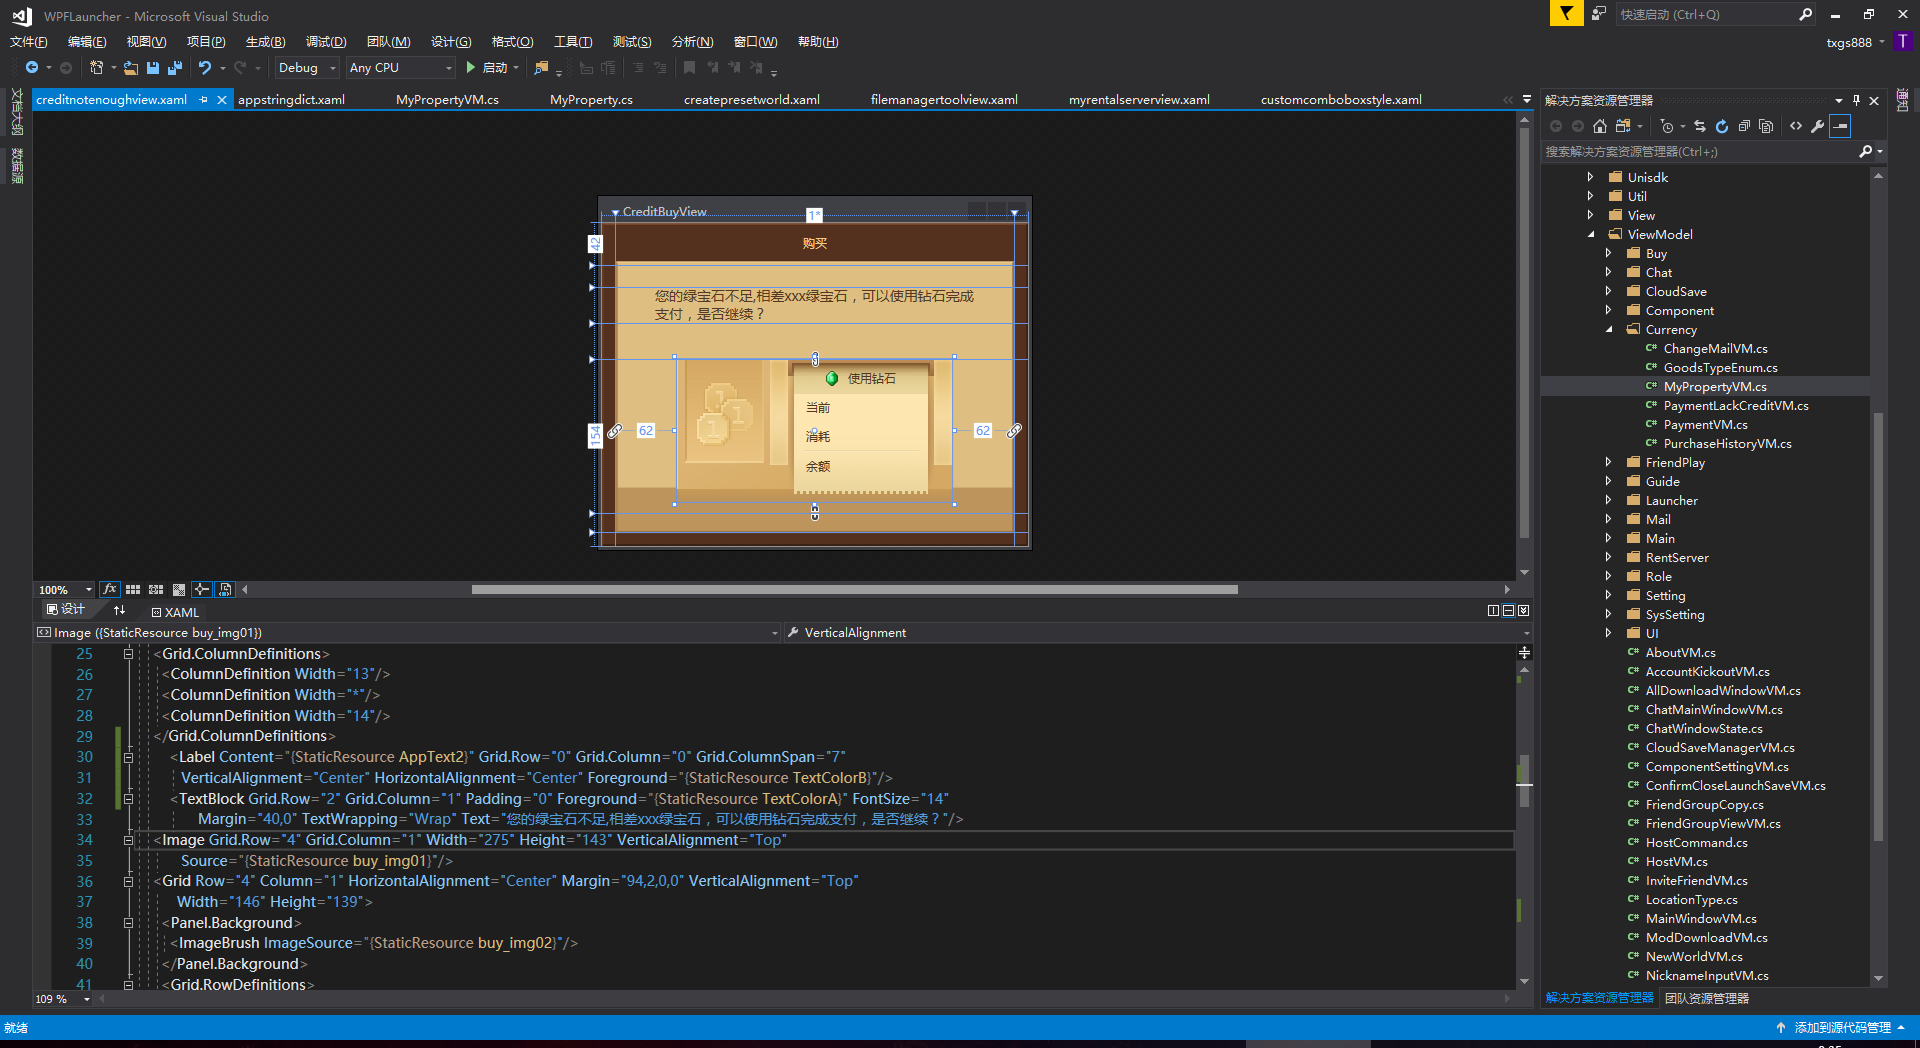 WPFLauncher - Microsoft Visual Studio
快速启动 (Ctrl+Q)
文件(F) 编辑(E) 视图(V) 项目(P) 生成(B) 调试(D) 团队(M) 设计(G) 格式(O) 工具(T) 测试(S) 分析(N) 窗口(W) 帮助(H)
txgs888
T
Debug Any CPU 启动
文档大纲
数据源
creditnotenoughview.xaml appstringdict.xaml MyPropertyVM.cs MyProperty.cs createpresetworld.xaml filemanagertoolview.xaml myrentalserverview.xaml customcomboboxstyle.xaml
CreditBuyView
1*
42
购买
您的绿宝石不足,相差xxx绿宝石，可以使用钻石完成
支付，是否继续？
使用钻石
当前
154
62
消耗
62
余额
100%
设计
XAML
Image ({StaticResource buy_img01})
VerticalAlignment
25 <Grid.ColumnDefinitions>
26 <ColumnDefinition Width="13"/>
27 <ColumnDefinition Width="*"/>
28 <ColumnDefinition Width="14"/>
29 </Grid.ColumnDefinitions>
30 <Label Content="{StaticResource AppText2}" Grid.Row="0" Grid.Column="0" Grid.ColumnSpan="7"
31 VerticalAlignment="Center" HorizontalAlignment="Center" Foreground="{StaticResource TextColorB}"/>
32 <TextBlock Grid.Row="2" Grid.Column="1" Padding="0" Foreground="{StaticResource TextColorA}" FontSize="14"
33 Margin="40,0" TextWrapping="Wrap" Text="您的绿宝石不足,相差xxx绿宝石，可以使用钻石完成支付，是否继续？"/>
34 <Image Grid.Row="4" Grid.Column="1" Width="275" Height="143" VerticalAlignment="Top"
35 Source="{StaticResource buy_img01}"/>
36 <Grid Row="4" Column="1" HorizontalAlignment="Center" Margin="94,2,0,0" VerticalAlignment="Top"
37 Width="146" Height="139">
38 <Panel.Background>
39 <ImageBrush ImageSource="{StaticResource buy_img02}"/>
40 </Panel.Background>
41 <Grid.RowDefinitions>
109 %
解决方案资源管理器
搜索解决方案资源管理器(Ctrl+;)
Unisdk
Util
View
ViewModel
Buy
Chat
CloudSave
Component
Currency
C# ChangeMailVM.cs
C# GoodsTypeEnum.cs
C# MyPropertyVM.cs
C# PaymentLackCreditVM.cs
C# PaymentVM.cs
C# PurchaseHistoryVM.cs
FriendPlay
Guide
Launcher
Mail
Main
RentServer
Role
Setting
SysSetting
UI
C# AboutVM.cs
C# AccountKickoutVM.cs
C# AllDownloadWindowVM.cs
C# ChatMainWindowVM.cs
C# ChatWindowState.cs
C# CloudSaveManagerVM.cs
C# ComponentSettingVM.cs
C# ConfirmCloseLaunchSaveVM.cs
C# FriendGroupCopy.cs
C# FriendGroupViewVM.cs
C# HostCommand.cs
C# HostVM.cs
C# InviteFriendVM.cs
C# LocationType.cs
C# MainWindowVM.cs
C# ModDownloadVM.cs
C# NewWorldVM.cs
C# NicknameInputVM.cs
解决方案资源管理器 团队资源管理器
通知
就绪
添加到源代码管理